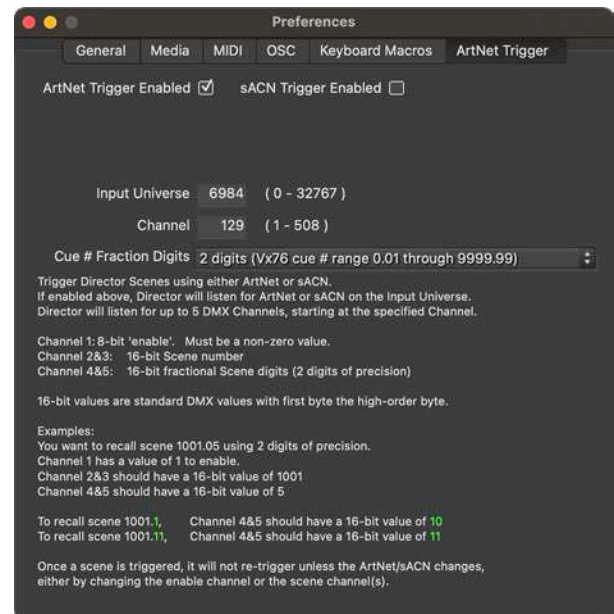 Preferences
General Media MIDI OSC Keyboard Macros ArtNet Trigger
ArtNet Trigger Enabled sACN Trigger Enabled
Input Universe 6984 ( 0 - 32767 )
Channel 129 ( 1 - 508 )
Cue # Fraction Digits 2 digits (Vx76 cue # range 0.01 through 9999.99)
Trigger Director Scenes using either ArtNet or sACN.
If enabled above, Director will listen for ArtNet or sACN on the Input Universe.
Director will listen for up to 5 DMX Channels, starting at the specified Channel.
Channel 1: 8-bit 'enable'. Must be a non-zero value.
Channel 2&3: 16-bit Scene number
Channel 4&5: 16-bit fractional Scene digits (2 digits of precision)
16-bit values are standard DMX values with first byte the high-order byte.
Examples:
You want to recall scene 1001.05 using 2 digits of precision.
Channel 1 has a value of 1 to enable.
Channel 2&3 should have a 16-bit value of 1001
Channel 4&5 should have a 16-bit value of 5
To recall scene 1001.1, Channel 4&5 should have a 16-bit value of 10
To recall scene 1001.11, Channel 4&5 should have a 16-bit value of 11
Once a scene is triggered, it will not re-trigger unless the ArtNet/sACN changes,
either by changing the enable channel or the scene channel(s).